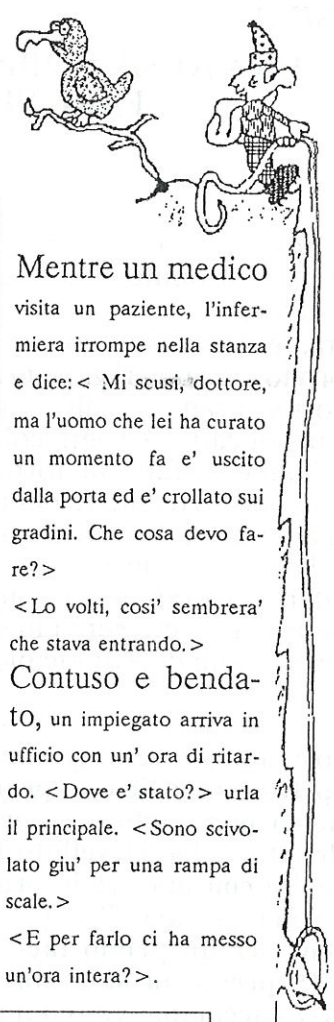 Mentre un medico
visita un paziente, l'infer-
miera irrompe nella stanza
e dice: < Mi scusi, dottore,
ma l'uomo che lei ha curato
un momento fa e' uscito
dalla porta ed e' crollato sui
gradini. Che cosa devo fa-
re? >
< Lo volti, cosi' sembrera'
che stava entrando. >
Contuso e benda-
to, un impiegato arriva in
ufficio con un' ora di ritar-
do. < Dove e' stato? > urla
il principale. < Sono scivo-
lato giu' per una rampa di
scale. >
< E per farlo ci ha messo
un'ora intera? >.